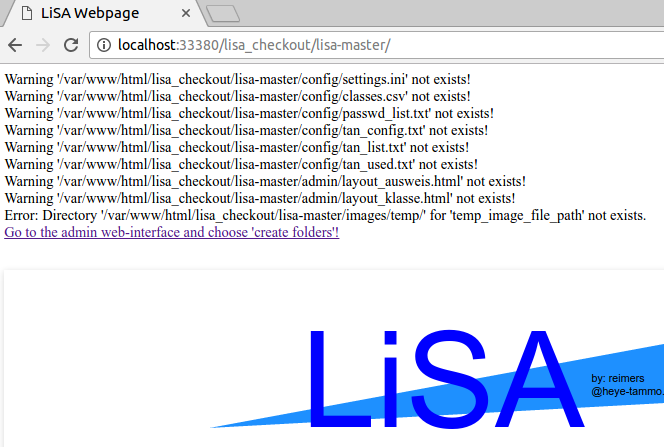 LiSA Webpage
localhost:33380/lisa_checkout/lisa-master/
Warning '/var/www/html/lisa_checkout/lisa-master/config/settings.ini' not exists!
Warning '/var/www/html/lisa_checkout/lisa-master/config/classes.csv' not exists!
Warning '/var/www/html/lisa_checkout/lisa-master/config/passwd_list.txt' not exists!
Warning '/var/www/html/lisa_checkout/lisa-master/config/tan_config.txt' not exists!
Warning '/var/www/html/lisa_checkout/lisa-master/config/tan_list.txt' not exists!
Warning '/var/www/html/lisa_checkout/lisa-master/config/tan_used.txt' not exists!
Warning '/var/www/html/lisa_checkout/lisa-master/admin/layout_ausweis.html' not exists!
Warning '/var/www/html/lisa_checkout/lisa-master/admin/layout_klasse.html' not exists!
Error: Directory '/var/www/html/lisa_checkout/lisa-master/images/temp/' for 'temp_image_file_path' not exists.
Go to the admin web-interface and choose 'create folders'!
LiSA
by: reimers
@heye-tammo.